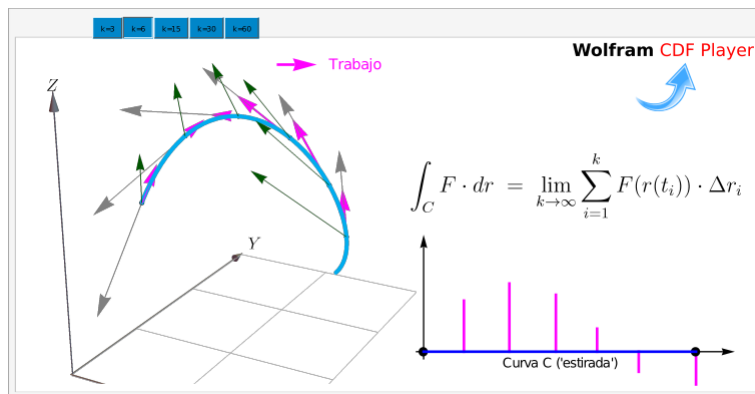 k=3 k=6 k=15 k=30 k=60
Wolfram CDF Player
Trabajo
Z
Y
∫_C F · dr = lim_{k→∞} ∑_{i=1}^{k} F(r(t_i)) · Δr_i
Curva C ('estirada')